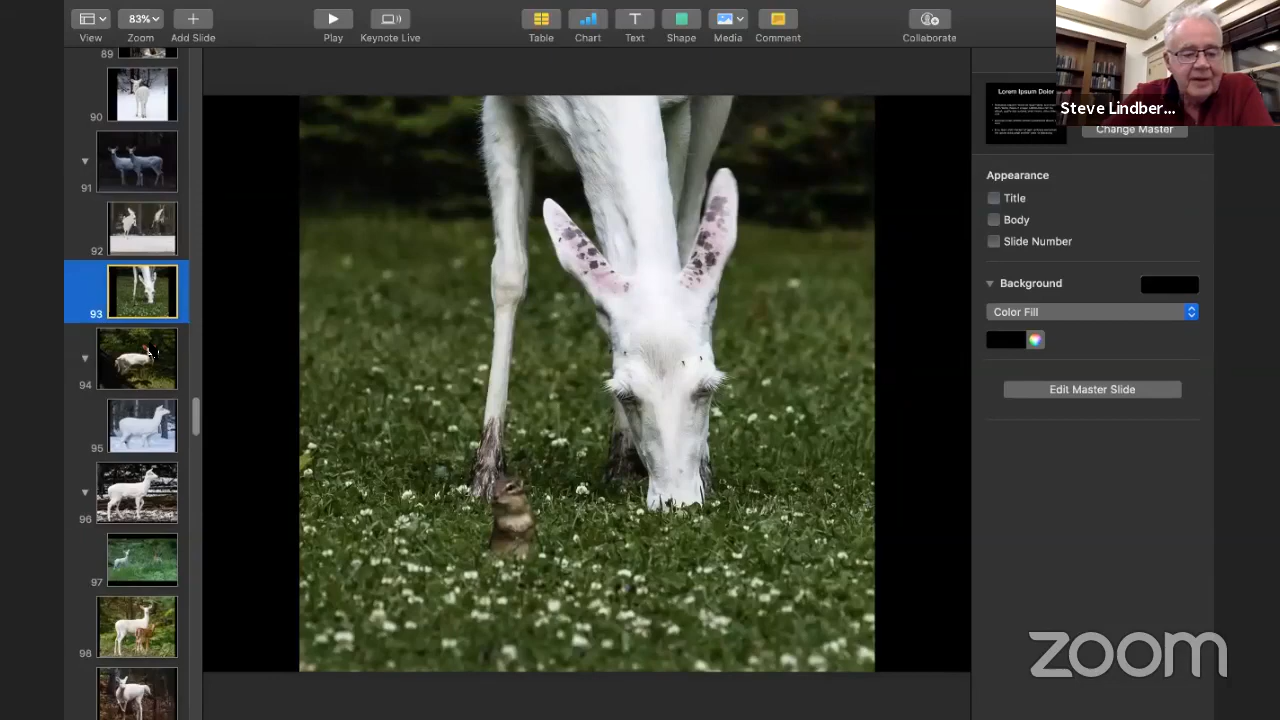 View
83%
Zoom
Add Slide
Play
Keynote Live
Table
Chart
Text
Shape
Media
Comment
Collaborate
Steve Lindber...
Lorem Ipsum Dolor
Change Master
Appearance
Title
Body
Slide Number
Background
Color Fill
Edit Master Slide
89
90
91
92
93
94
95
96
97
98
zoom